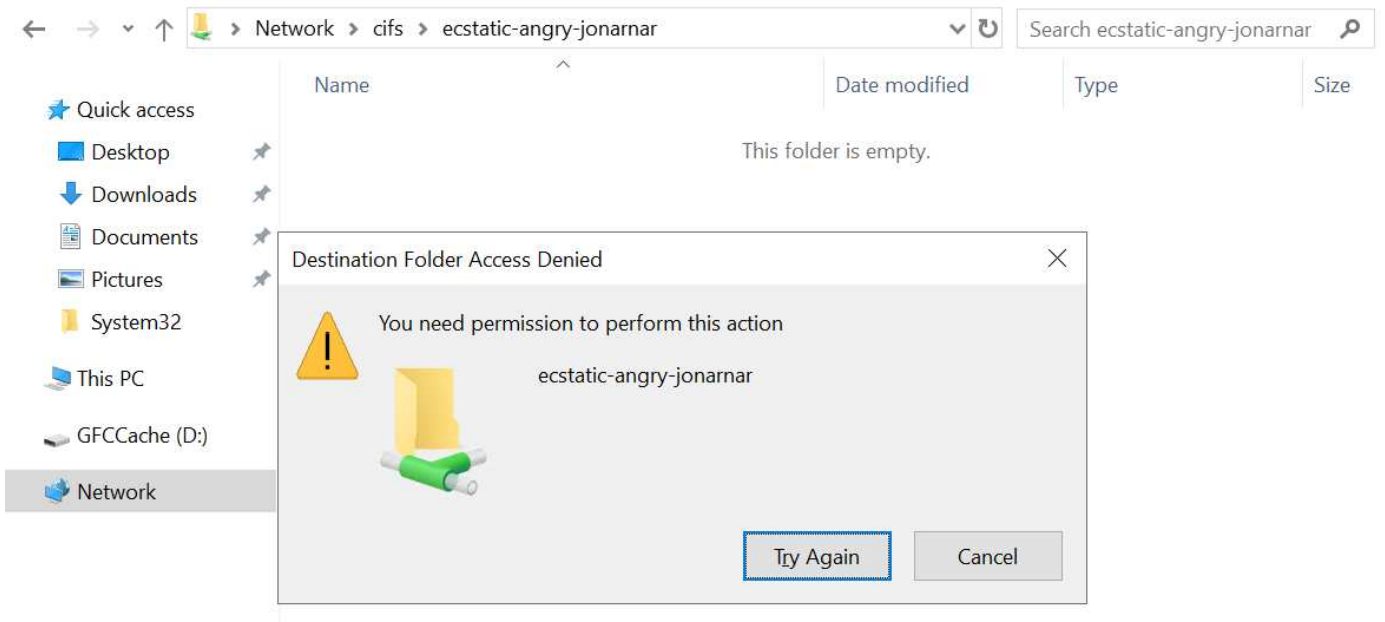 Network > cifs > ecstatic-angry-jonarnar
Search ecstatic-angry-jonarnar
Name Date modified Type Size
Quick access
Desktop
Downloads
Documents
Pictures
System32
This PC
GFCCache (D:)
Network
This folder is empty.
Destination Folder Access Denied
You need permission to perform this action
ecstatic-angry-jonarnar
Try Again Cancel